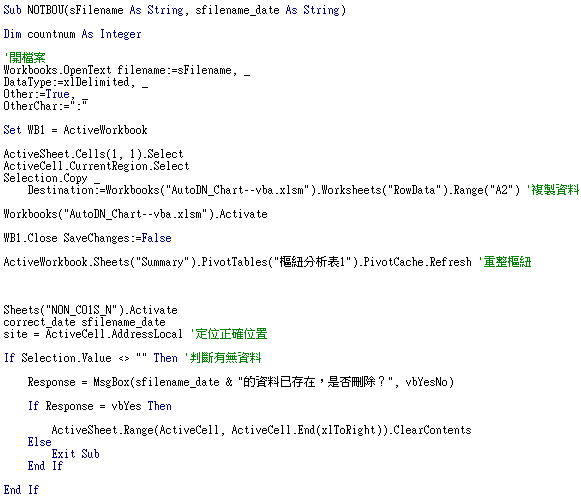 Sub NOTBOU(sFilename As String, sfilename_date As String)
Dim countnum As Integer
'開檔案
Workbooks.OpenText filename:=sFilename, _
DataType:=xlDelimited, _
Other:=True, _
OtherChar:=":"
Set WB1 = ActiveWorkbook
ActiveSheet.Cells(1, 1).Select
ActiveCell.CurrentRegion.Select
Selection.Copy _
    Destination:=Workbooks("AutoDN_Chart--vba.xlsm").Worksheets("RowData").Range("A2") '複製資料
Workbooks("AutoDN_Chart--vba.xlsm").Activate
WB1.Close SaveChanges:=False
ActiveWorkbook.Sheets("Summary").PivotTables("樞紐分析表1").PivotCache.Refresh '重整樞紐
Sheets("NON_CO1S_N").Activate
correct_date sfilename_date
site = ActiveCell.AddressLocal '定位正確位置
If Selection.Value <> "" Then '判斷有無資料
    Response = MsgBox(sfilename_date & "的資料已存在，是否刪除？", vbYesNo)
    If Response = vbYes Then
        ActiveSheet.Range(ActiveCell, ActiveCell.End(xlToRight)).ClearContents
    Else
        Exit Sub
    End If
End If